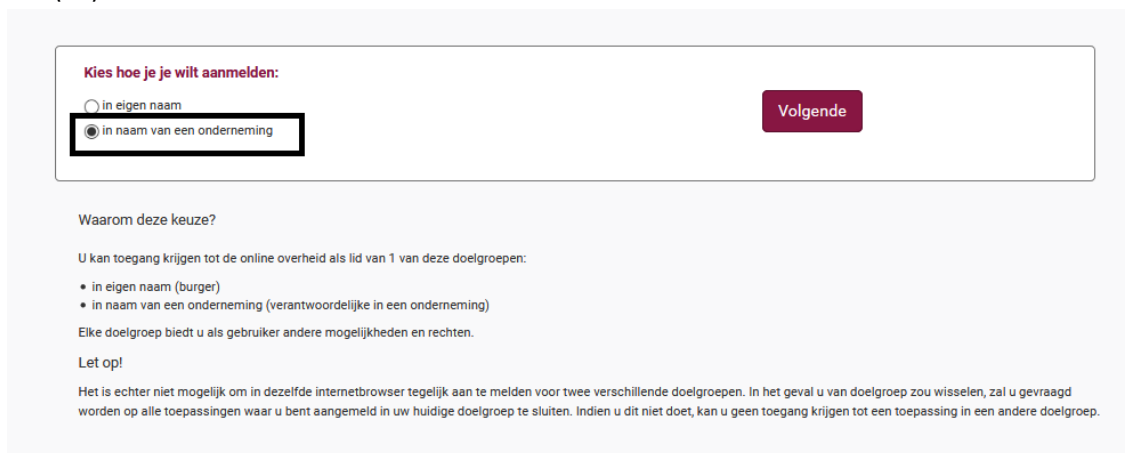 Kies hoe je je wilt aanmelden:
in eigen naam
in naam van een onderneming
Volgende
Waarom deze keuze?
U kan toegang krijgen tot de online overheid als lid van 1 van deze doelgroepen:
• in eigen naam (burger)
• in naam van een onderneming (verantwoordelijke in een onderneming)
Elke doelgroep biedt u als gebruiker andere mogelijkheden en rechten.
Let op!
Het is echter niet mogelijk om in dezelfde internetbrowser tegelijk aan te melden voor twee verschillende doelgroepen. In het geval u van doelgroep zou wisselen, zal u gevraagd
worden op alle toepassingen waar u bent aangemeld in uw huidige doelgroep te sluiten. Indien u dit niet doet, kan u geen toegang krijgen tot een toepassing in een andere doelgroep.